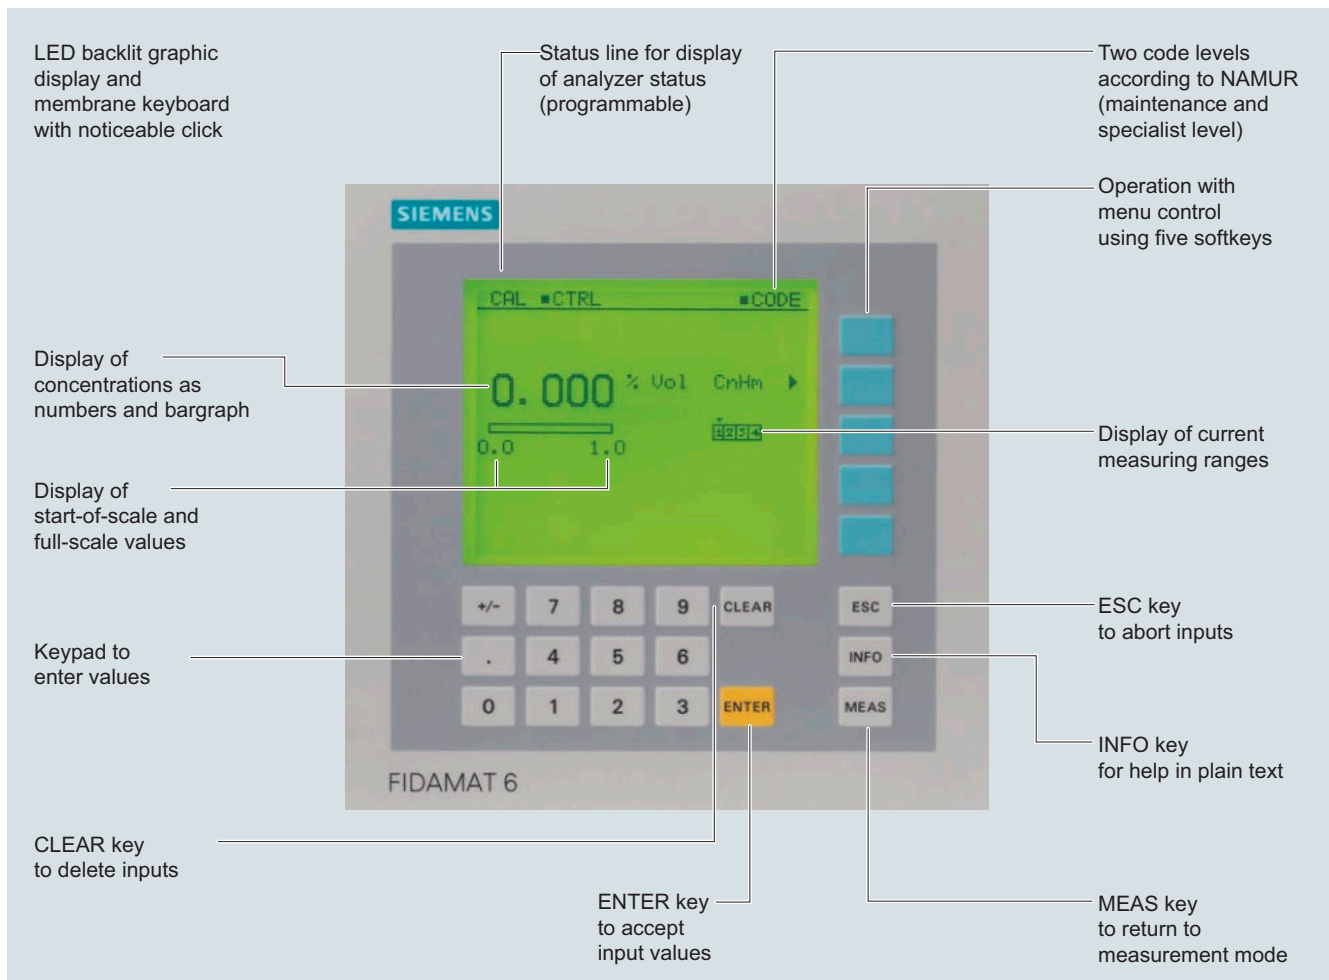 LED backlit graphic
display and
membrane keyboard
with noticeable click
Status line for display
of analyzer status
(programmable)
Two code levels
according to NAMUR
(maintenance and
specialist level)
Operation with
menu control
using five softkeys
SIEMENS
CAL ■CTRL ■CODE
0.000 % Vol CnHm ▶
1 2 3 4
0.0 1.0
Display of
concentrations as
numbers and bargraph
Display of current
measuring ranges
Display of
start-of-scale and
full-scale values
+/- 7 8 9 CLEAR ESC
. 4 5 6 INFO
0 1 2 3 ENTER MEAS
ESC key
to abort inputs
Keypad to
enter values
INFO key
for help in plain text
FIDAMAT 6
CLEAR key
to delete inputs
ENTER key
to accept
input values
MEAS key
to return to
measurement mode